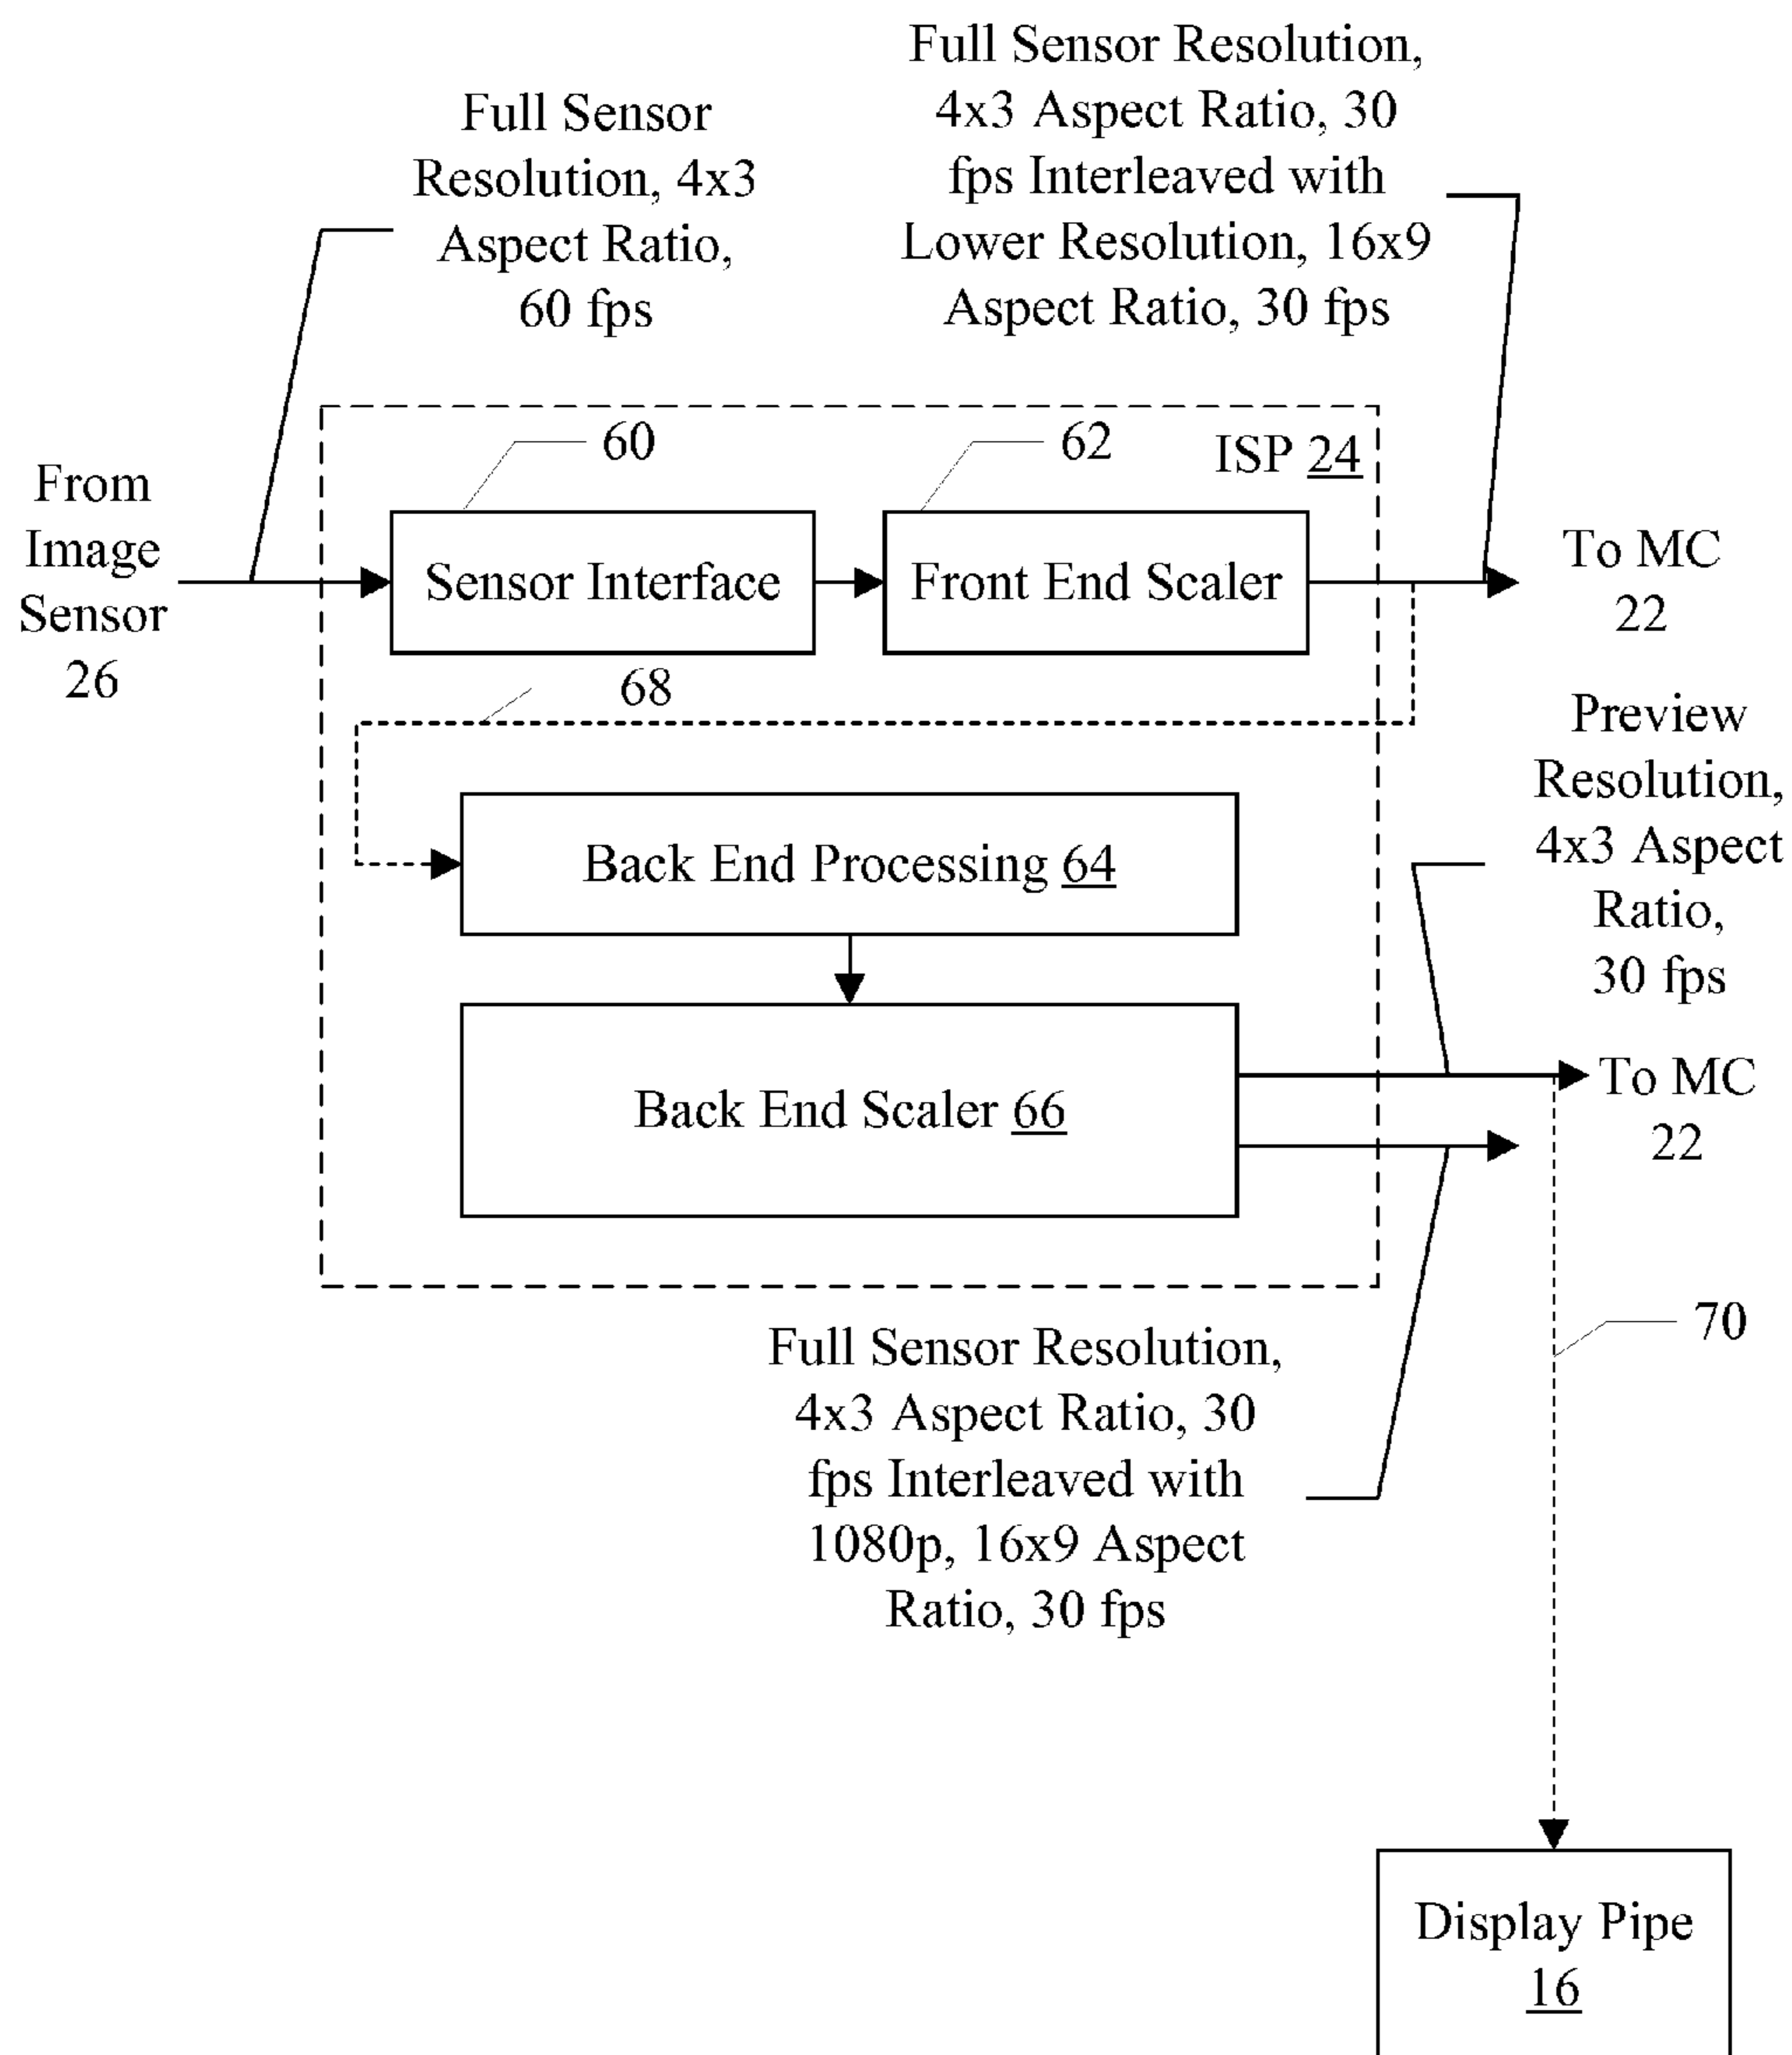 Full Sensor Resolution,
4x3 Aspect Ratio, 30
fps Interleaved with
Lower Resolution, 16x9
Aspect Ratio, 30 fps
Full Sensor
Resolution, 4x3
Aspect Ratio,
60 fps
60
62
ISP 24
From
Image
Sensor
26
Sensor Interface
Front End Scaler
To MC
22
68
Preview
Resolution,
4x3 Aspect
Ratio,
30 fps
Back End Processing 64
Back End Scaler 66
To MC
22
70
Full Sensor Resolution,
4x3 Aspect Ratio, 30
fps Interleaved with
1080p, 16x9 Aspect
Ratio, 30 fps
Display Pipe
16